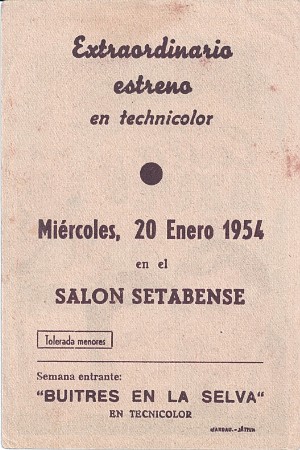 Extraordinario
estreno
en technicolor
Miércoles, 20 Enero 1954
en el
SALON SETABENSE
Tolerada menores
Semana entrante:
"BUITRES EN LA SELVA"
EN TECNICOLOR